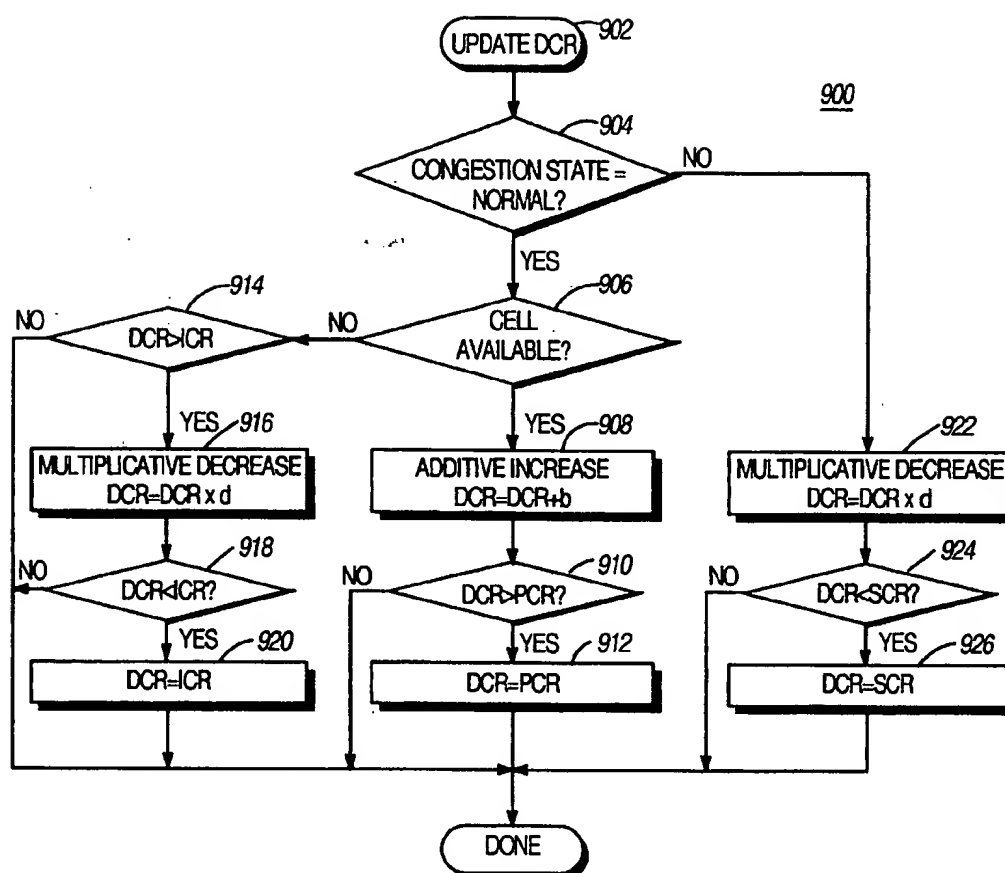 UPDATE DCR
902
900
904
CONGESTION STATE =
NORMAL?
NO
YES
906
CELL
AVAILABLE?
NO
914
DCR>ICR
NO
YES
916
MULTIPLICATIVE DECREASE
DCR=DCR x d
YES
908
ADDITIVE INCREASE
DCR=DCR+b
922
MULTIPLICATIVE DECREASE
DCR=DCR x d
918
DCR<ICR?
NO
YES
920
DCR=ICR
910
DCR>PCR?
NO
YES
912
DCR=PCR
924
DCR<SCR?
NO
YES
926
DCR=SCR
DONE